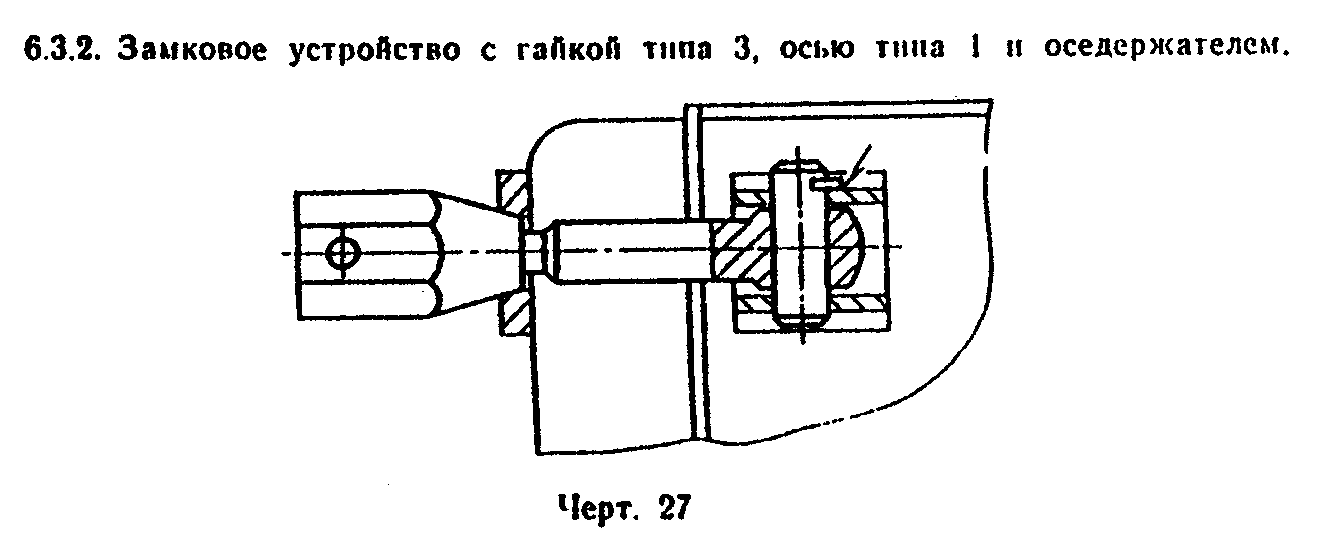 6.3.2. Замковое устройство с гайкой типа 3, осью типа 1 и оседержателем.
Черт. 27